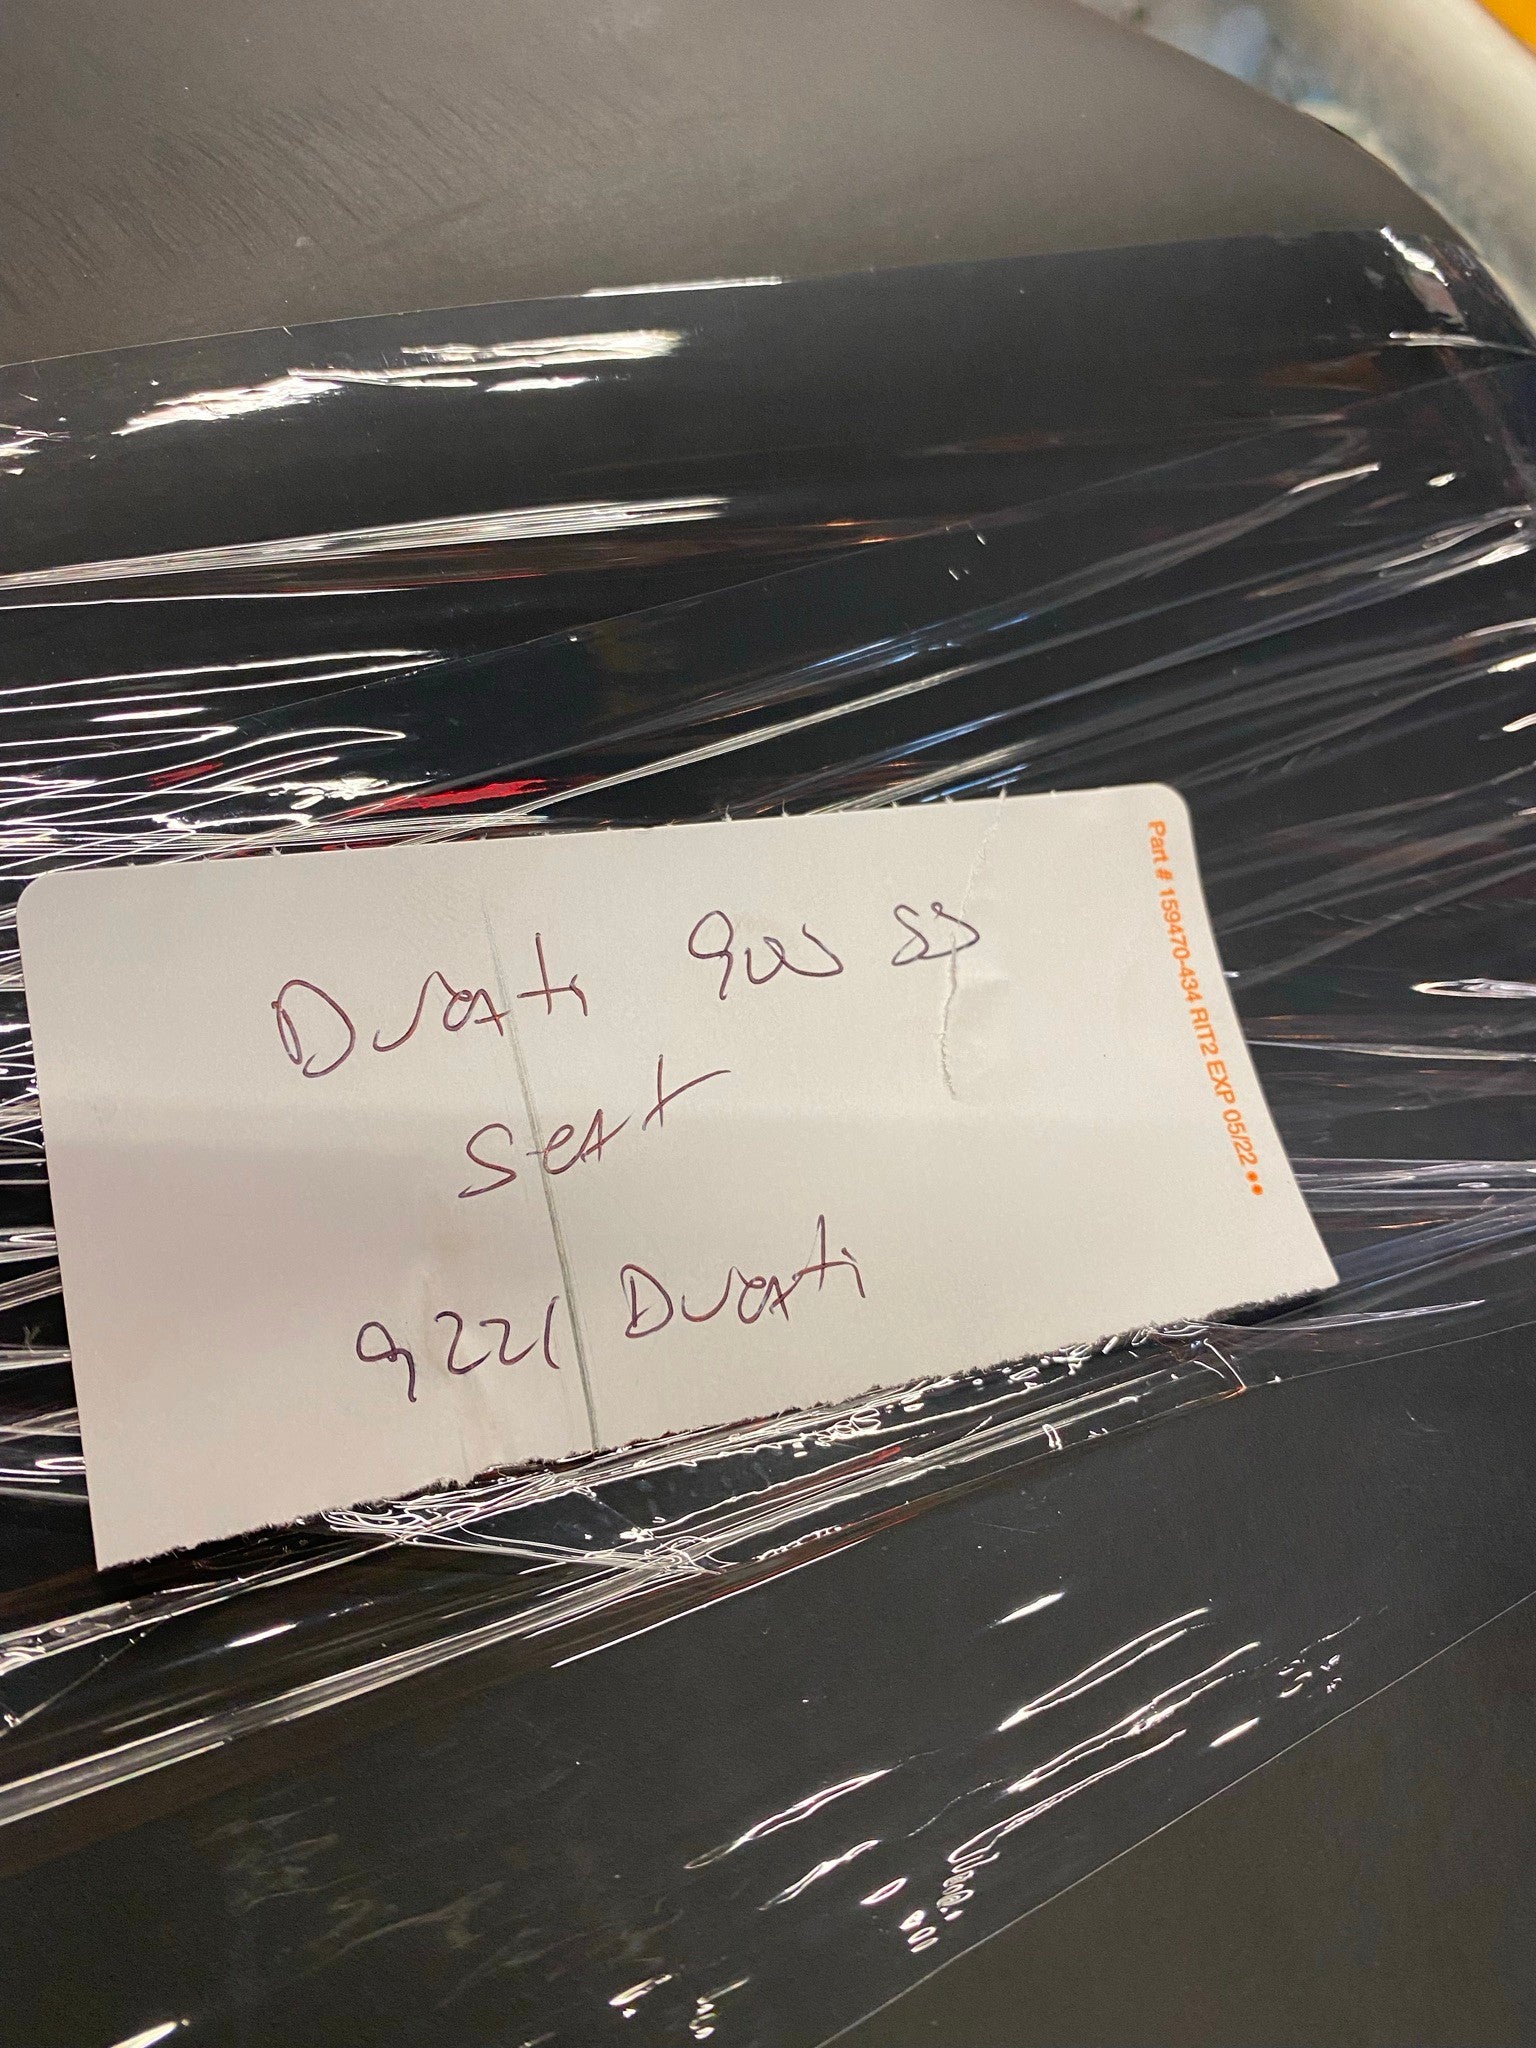 Ducati 900 SS
Seat
9221 Ducati
Part # 159470-434 RIT2 EXP 05/22